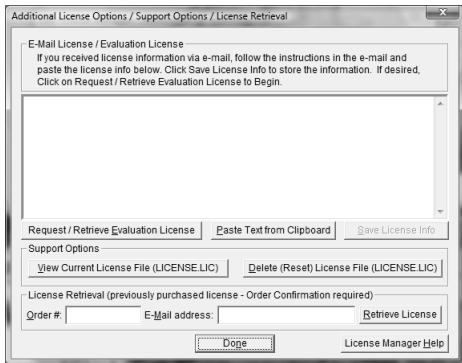 Additional License Options / Support Options / License Retrieval
E-Mail License / Evaluation License
If you received license information via e-mail, follow the instructions in the e-mail and
paste the license info below. Click Save License Info to store the information. If desired,
Click on Request / Retrieve Evaluation License to Begin.
Request / Retrieve Evaluation License Paste Text from Clipboard Save License Info
Support Options
View Current License File (LICENSE.LIC) Delete (Reset) License File (LICENSE.LIC)
License Retrieval (previously purchased license - Order Confirmation required)
Order #: E-Mail address: Retrieve License
Done License Manager Help